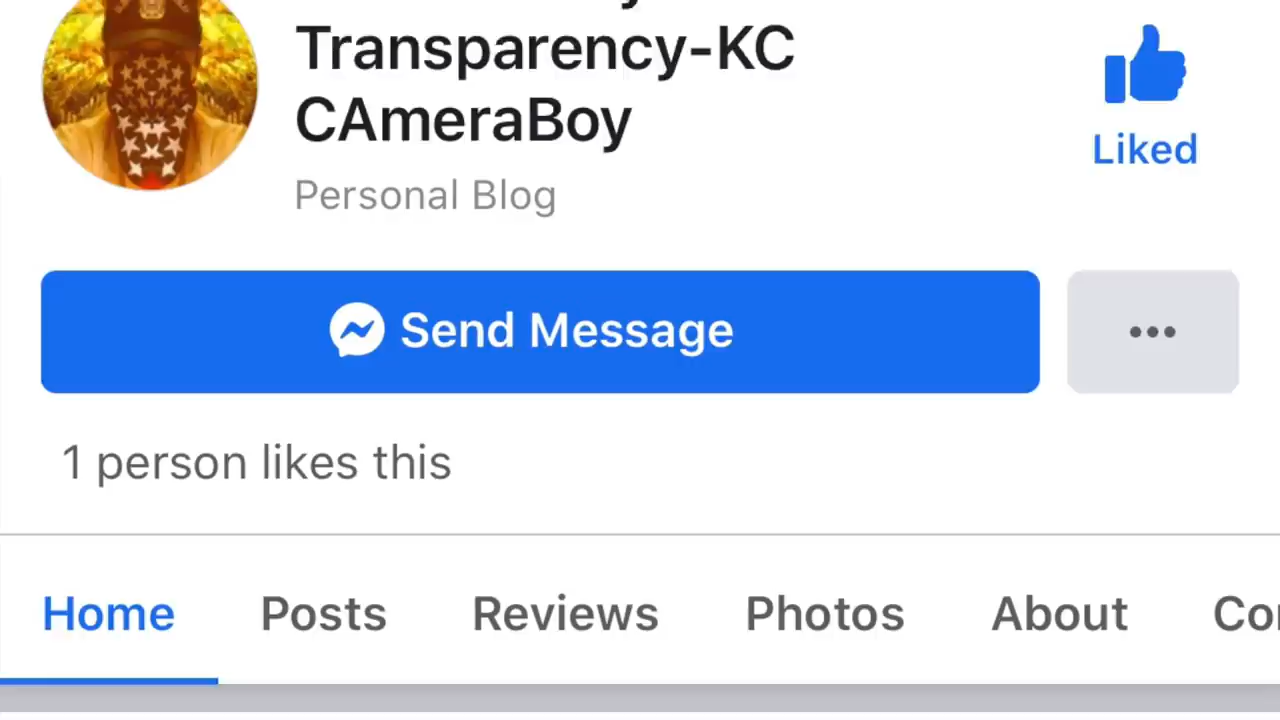 Transparency-KC
CAmeraBoy
Liked
Personal Blog
Send Message
1 person likes this
Home Posts Reviews Photos About